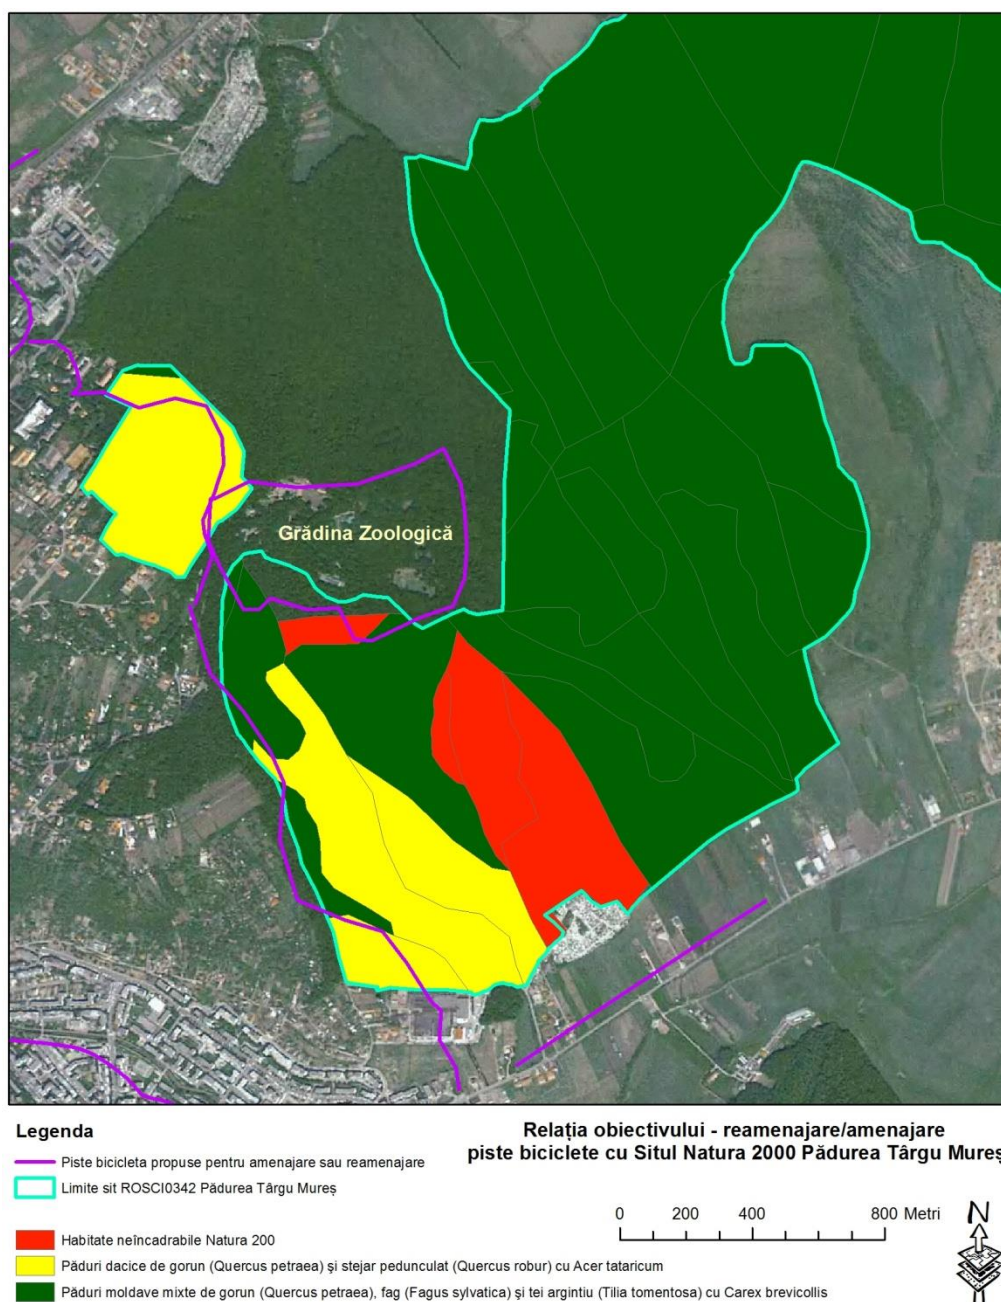 Grădina Zoologică
Legenda
Piste bicicleta propuse pentru amenajare sau reamenajare
Limite sit ROSCI0342 Pădurea Târgu Mureș
Habitate neîncadrabile Natura 200
Păduri dacice de gorun (Quercus petraea) și stejar pedunculat (Quercus robur) cu Acer tataricum
Păduri moldave mixte de gorun (Quercus petraea), fag (Fagus sylvatica) și tei argintiu (Tilia tomentosa) cu Carex brevicollis
Relația obiectivului - reamenajare/amenajare
piste biciclete cu Situl Natura 2000 Pădurea Târgu Mureș
0 200 400 800 Metri
N